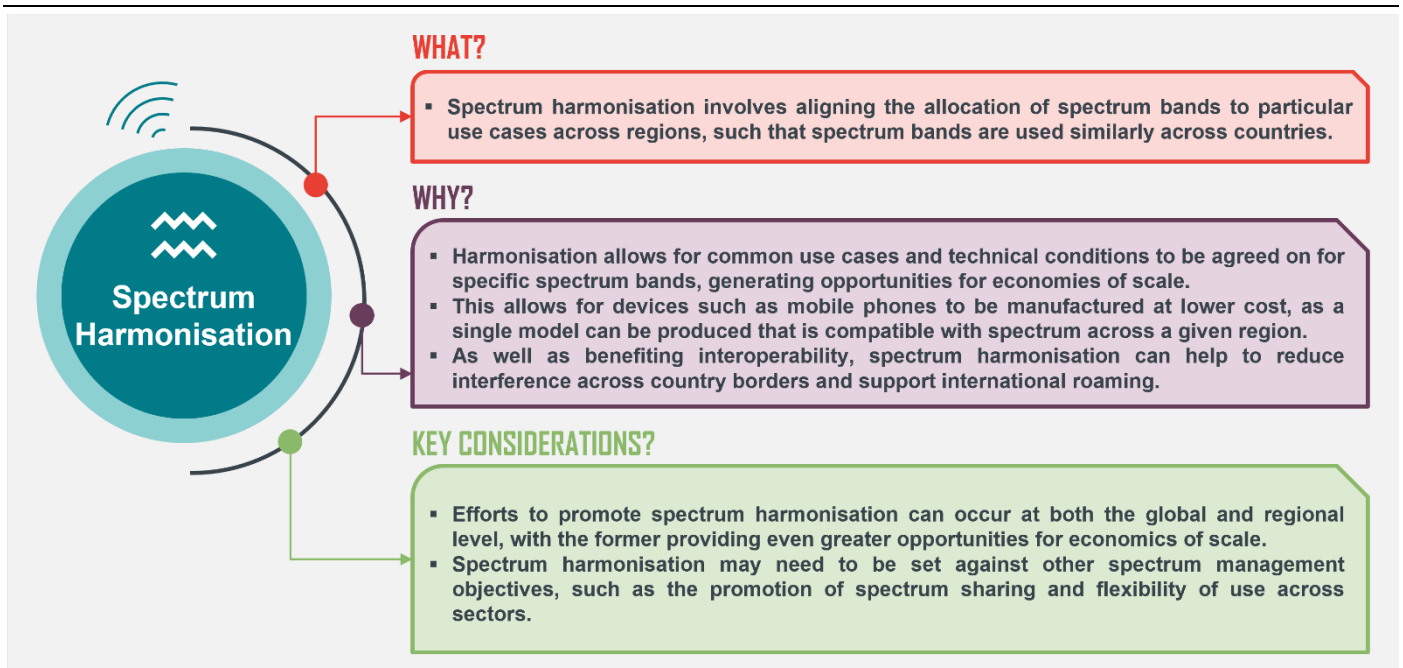 WHAT?
▪ Spectrum harmonisation involves aligning the allocation of spectrum bands to particular
use cases across regions, such that spectrum bands are used similarly across countries.
Spectrum
Harmonisation
WHY?
▪ Harmonisation allows for common use cases and technical conditions to be agreed on for
specific spectrum bands, generating opportunities for economies of scale.
▪ This allows for devices such as mobile phones to be manufactured at lower cost, as a
single model can be produced that is compatible with spectrum across a given region.
▪ As well as benefiting interoperability, spectrum harmonisation can help to reduce
interference across country borders and support international roaming.
KEY CONSIDERATIONS?
▪ Efforts to promote spectrum harmonisation can occur at both the global and regional
level, with the former providing even greater opportunities for economics of scale.
▪ Spectrum harmonisation may need to be set against other spectrum management
objectives, such as the promotion of spectrum sharing and flexibility of use across
sectors.